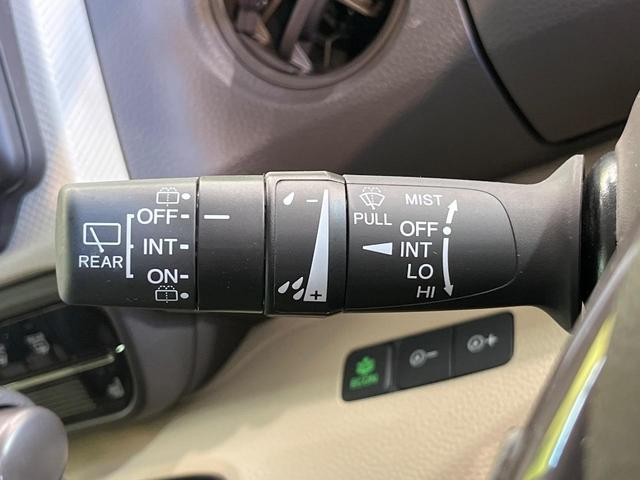 REAR
OFF
INT
ON
- 
+
PULL
MIST
OFF
INT
LO
HI
ECON
−
+